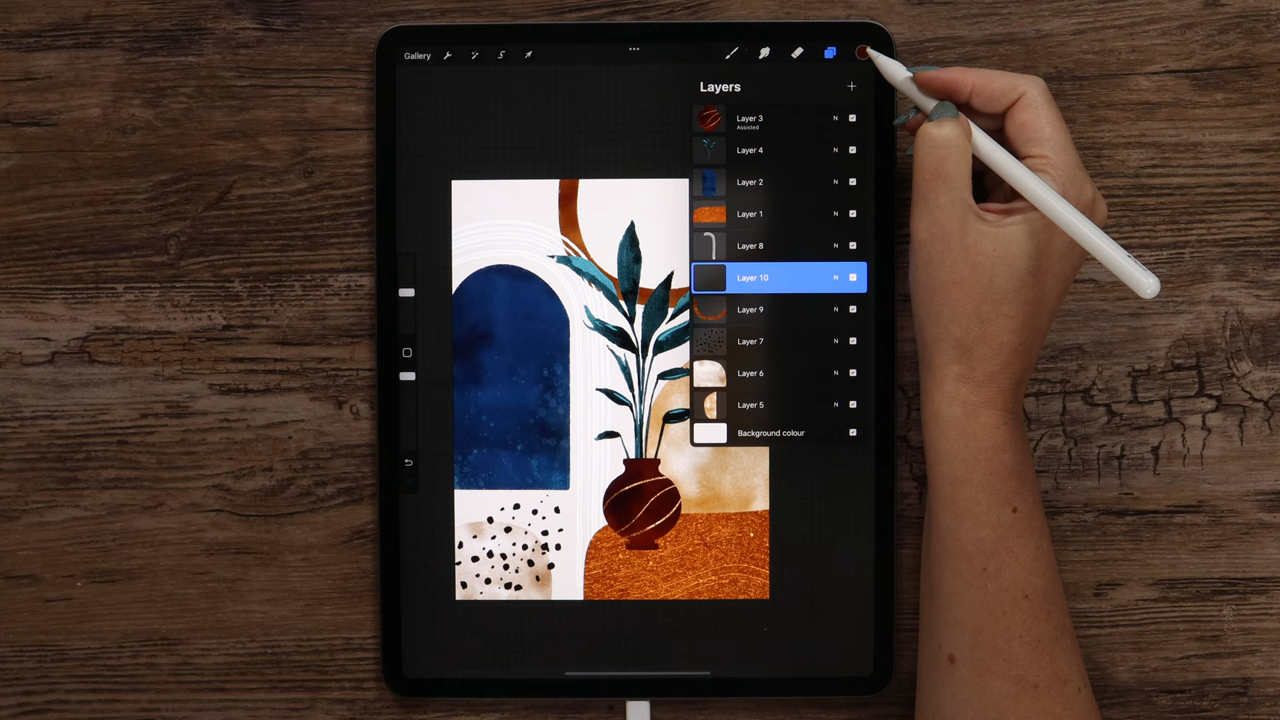 Gallery
Layers
Layer 3 N
Assisted
Layer 4 N
Layer 2 N
Layer 1 N
Layer 8 N
Layer 10 N
Layer 9 N
Layer 7 N
Layer 6 N
Layer 5 N
Background colour